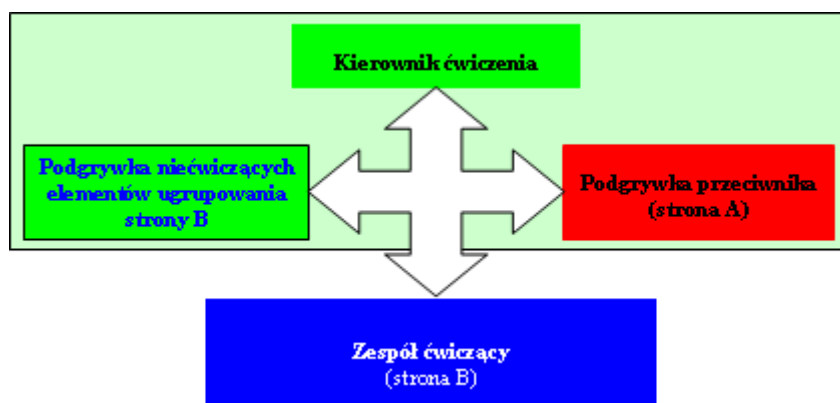 Kierownik ćwiczenia
Podgrywka niećwiczących
elementów ugrupowania
strony B
Podgrywka przeciwnika
(strona A)
Zespół ćwiczący
(strona B)